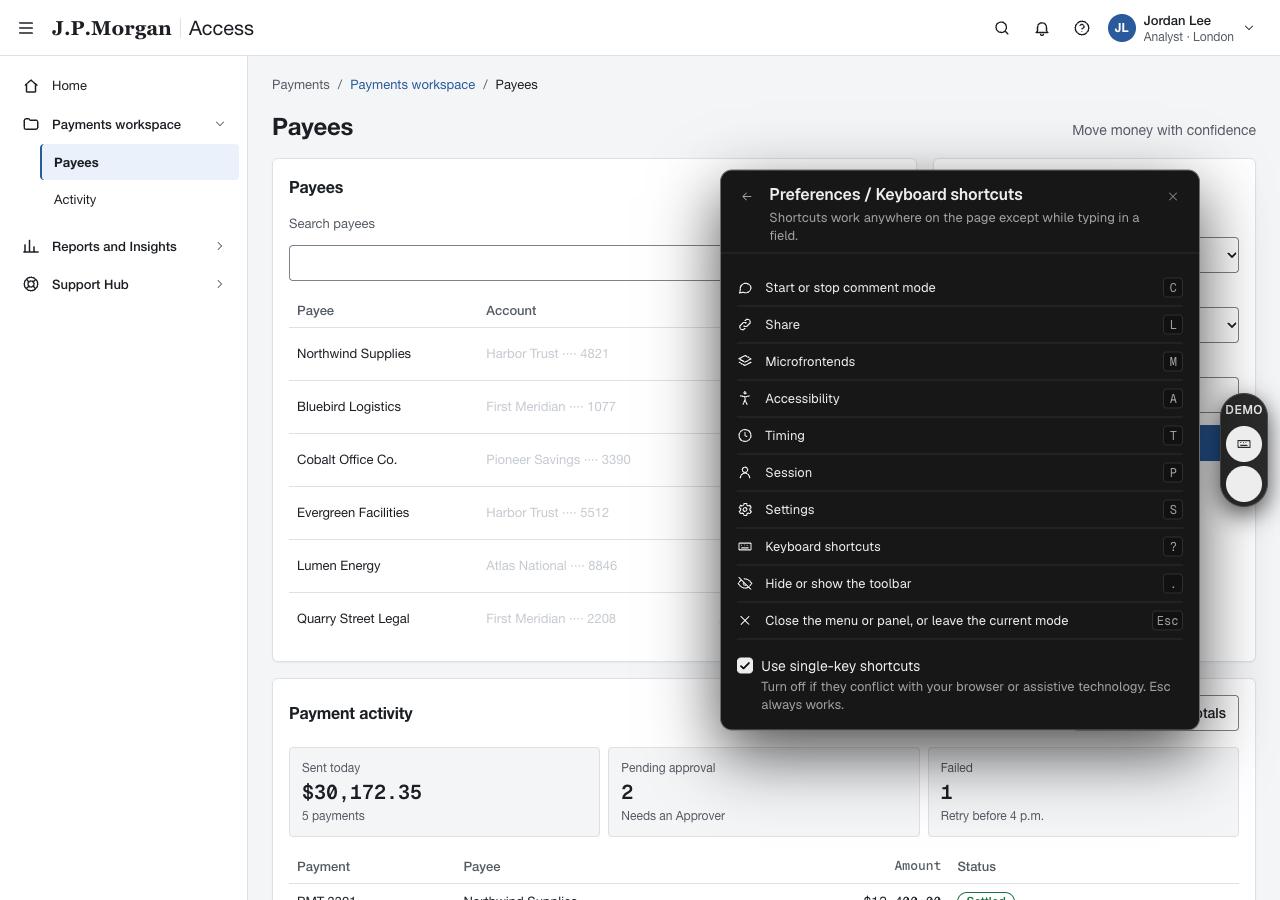 J.P.Morgan Access
JL
Jordan Lee
Analyst · London
Home
Payments workspace
Payees
Activity
Reports and Insights
Support Hub
Payments / Payments workspace / Payees
Payees
Move money with confidence
Payees
Search payees
Payee Account
Northwind Supplies Harbor Trust ···· 4821
Bluebird Logistics First Meridian ···· 1077
Cobalt Office Co. Pioneer Savings ···· 3390
Evergreen Facilities Harbor Trust ···· 5512
Lumen Energy Atlas National ···· 8846
Quarry Street Legal First Meridian ···· 2208
Preferences / Keyboard shortcuts
Shortcuts work anywhere on the page except while typing in a
field.
Start or stop comment mode C
Share L
Microfrontends M
Accessibility A
Timing T
Session P
Settings S
Keyboard shortcuts ?
Hide or show the toolbar .
Close the menu or panel, or leave the current mode Esc
Use single-key shortcuts
Turn off if they conflict with your browser or assistive technology. Esc
always works.
DEMO
Payment activity
Sent today
$30,172.35
5 payments
Pending approval
2
Needs an Approver
Failed
1
Retry before 4 p.m.
Payment Payee Amount Status
Northwind Supplies